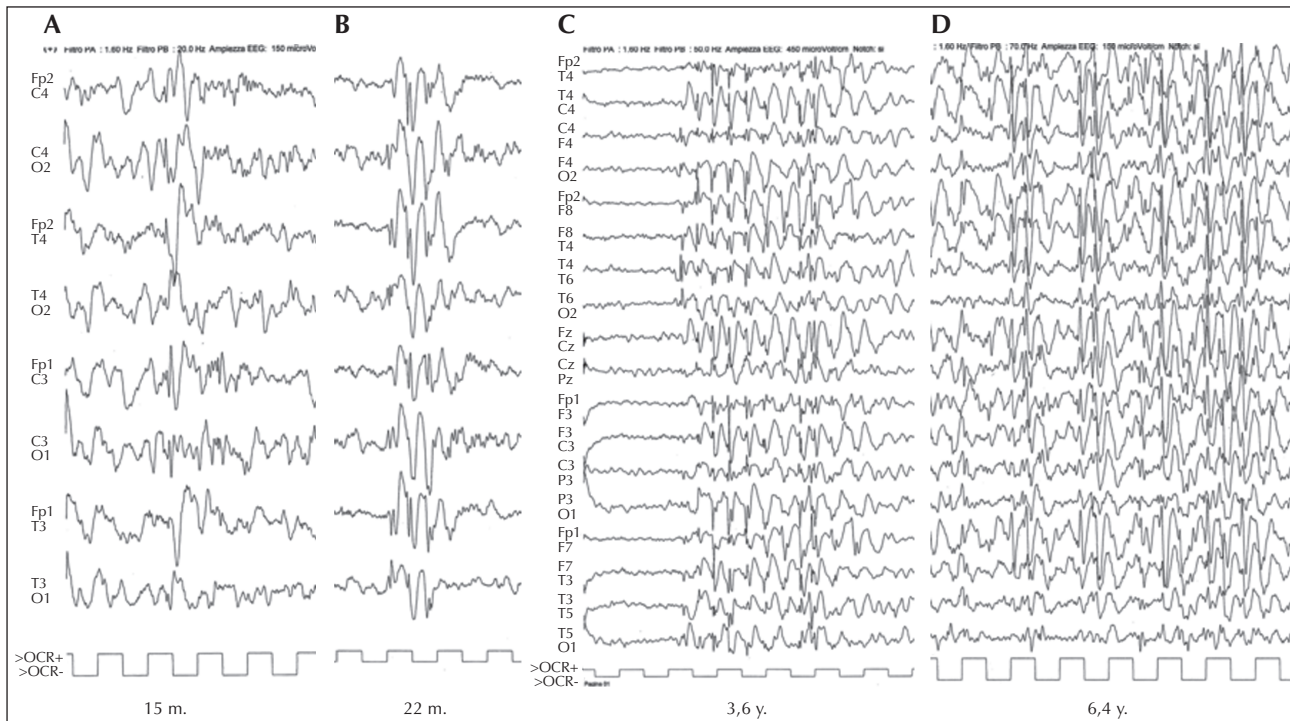 A
B
C
D
(+) Filtro PA : 1.60 Hz Filtro PB : 20.0 Hz Ampiezza EEG: 150 microVo
Filtro PA : 1.60 Hz Filtro PB : 50.0 Hz Ampiezza EEG: 450 microVolt/cm Notch: si
: 1.60 Hz Filtro PB : 70.0 Hz Ampiezza EEG: 150 microVolt/cm Notch: si
Fp2
C4
C4
O2
Fp2
T4
T4
O2
Fp1
C3
C3
O1
Fp1
T3
T3
O1
>OCR+
>OCR-
Fp2
T4
T4
C4
C4
F4
F4
O2
Fp2
F8
F8
T4
T4
T6
T6
O2
Fz
Cz
Cz
Pz
Fp1
F3
F3
C3
C3
P3
P3
O1
Fp1
F7
F7
T3
T3
T5
T5
O1
>OCR+
>OCR-
15 m.
22 m.
3,6 y.
6,4 y.